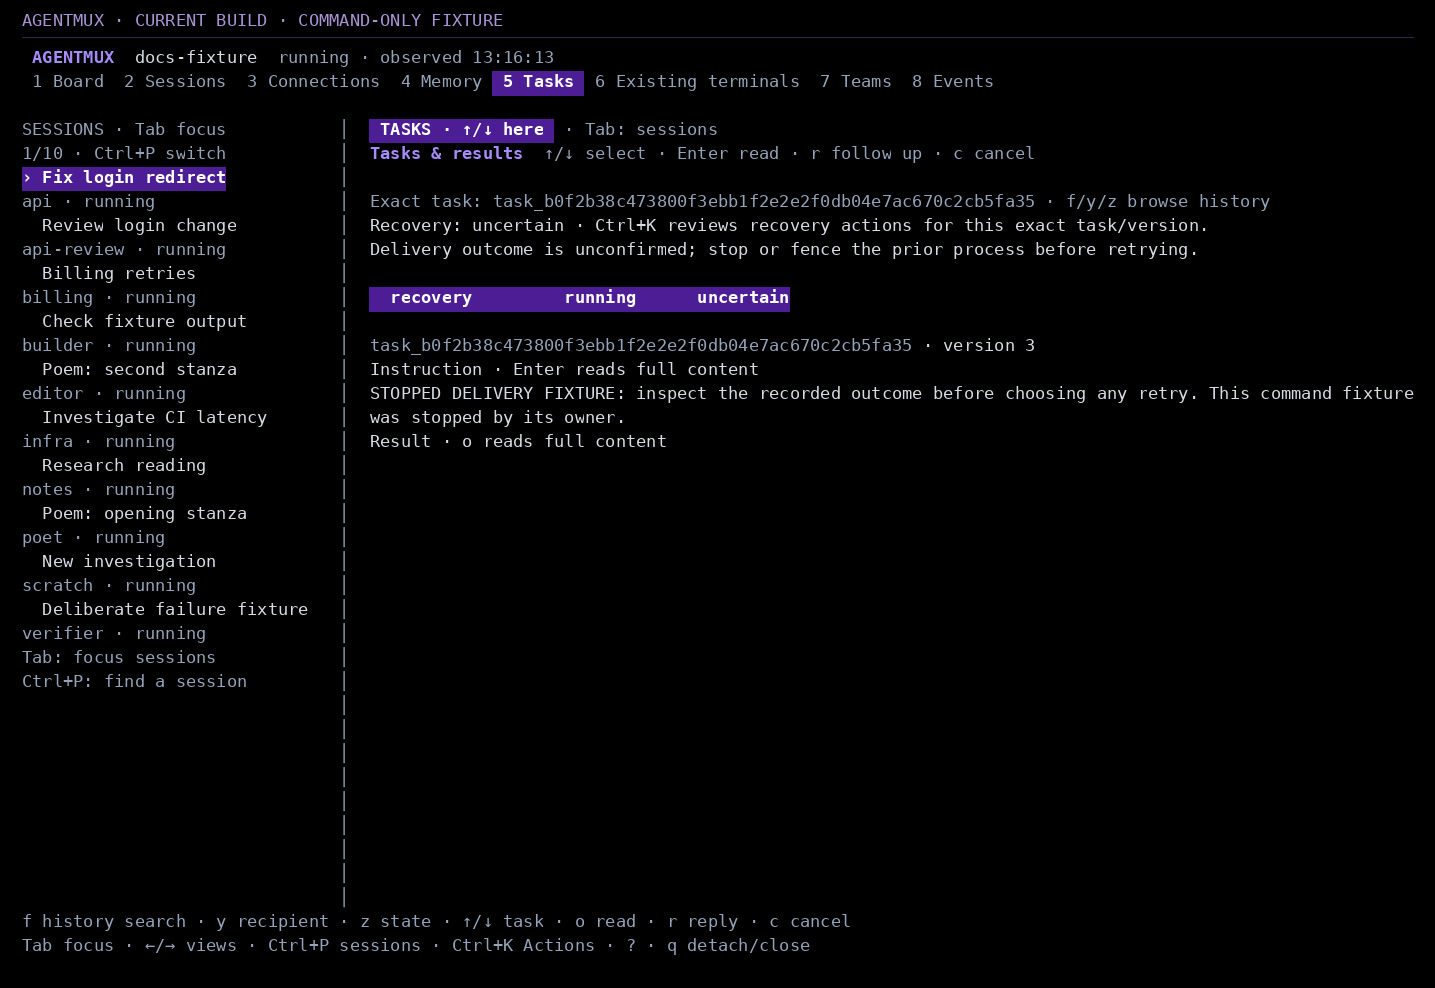 AGENTMUX · CURRENT BUILD · COMMAND-ONLY FIXTURE
AGENTMUX docs-fixture running · observed 13:16:13
1 Board 2 Sessions 3 Connections 4 Memory 5 Tasks 6 Existing terminals 7 Teams 8 Events
SESSIONS · Tab focus
1/10 · Ctrl+P switch
› Fix login redirect
api · running
Review login change
api-review · running
Billing retries
billing · running
Check fixture output
builder · running
Poem: second stanza
editor · running
Investigate CI latency
infra · running
Research reading
notes · running
Poem: opening stanza
poet · running
New investigation
scratch · running
Deliberate failure fixture
verifier · running
Tab: focus sessions
Ctrl+P: find a session
TASKS · ↑/↓ here · Tab: sessions
Tasks & results ↑/↓ select · Enter read · r follow up · c cancel
Exact task: task_b0f2b38c473800f3ebb1f2e2e2f0db04e7ac670c2cb5fa35 · f/y/z browse history
Recovery: uncertain · Ctrl+K reviews recovery actions for this exact task/version.
Delivery outcome is unconfirmed; stop or fence the prior process before retrying.
recovery running uncertain
task_b0f2b38c473800f3ebb1f2e2e2f0db04e7ac670c2cb5fa35 · version 3
Instruction · Enter reads full content
STOPPED DELIVERY FIXTURE: inspect the recorded outcome before choosing any retry. This command fixture
was stopped by its owner.
Result · o reads full content
f history search · y recipient · z state · ↑/↓ task · o read · r reply · c cancel
Tab focus · ←/→ views · Ctrl+P sessions · Ctrl+K Actions · ? · q detach/close